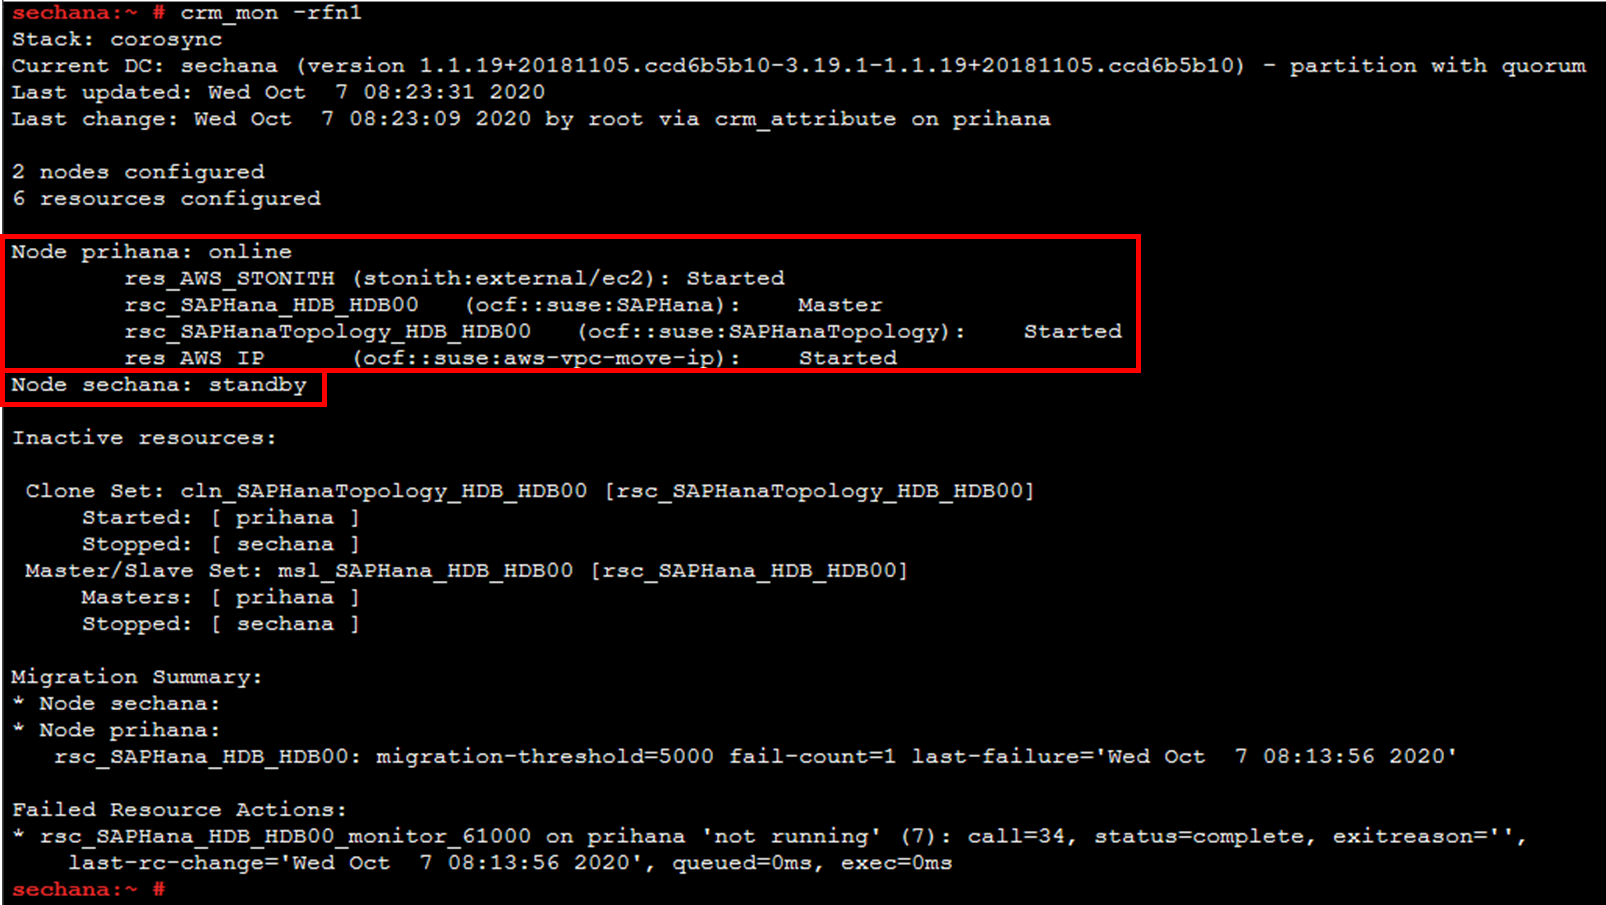 sechana:~ # crm_mon -rfn1
Stack: corosync
Current DC: sechana (version 1.1.19+20181105.ccd6b5b10-3.19.1-1.1.19+20181105.ccd6b5b10) - partition with quorum
Last updated: Wed Oct  7 08:23:31 2020
Last change: Wed Oct  7 08:23:09 2020 by root via crm_attribute on prihana

2 nodes configured
6 resources configured

Node prihana: online
        res_AWS_STONITH (stonith:external/ec2): Started
        rsc_SAPHana_HDB_HDB00   (ocf::suse:SAPHana):    Master
        rsc_SAPHanaTopology_HDB_HDB00   (ocf::suse:SAPHanaTopology):    Started
        res_AWS_IP      (ocf::suse:aws-vpc-move-ip):    Started
Node sechana: standby

Inactive resources:

 Clone Set: cln_SAPHanaTopology_HDB_HDB00 [rsc_SAPHanaTopology_HDB_HDB00]
     Started: [ prihana ]
     Stopped: [ sechana ]
 Master/Slave Set: msl_SAPHana_HDB_HDB00 [rsc_SAPHana_HDB_HDB00]
     Masters: [ prihana ]
     Stopped: [ sechana ]

Migration Summary:
* Node sechana:
* Node prihana:
   rsc_SAPHana_HDB_HDB00: migration-threshold=5000 fail-count=1 last-failure='Wed Oct  7 08:13:56 2020'

Failed Resource Actions:
* rsc_SAPHana_HDB_HDB00_monitor_61000 on prihana 'not running' (7): call=34, status=complete, exitreason='',
    last-rc-change='Wed Oct  7 08:13:56 2020', queued=0ms, exec=0ms
sechana:~ #